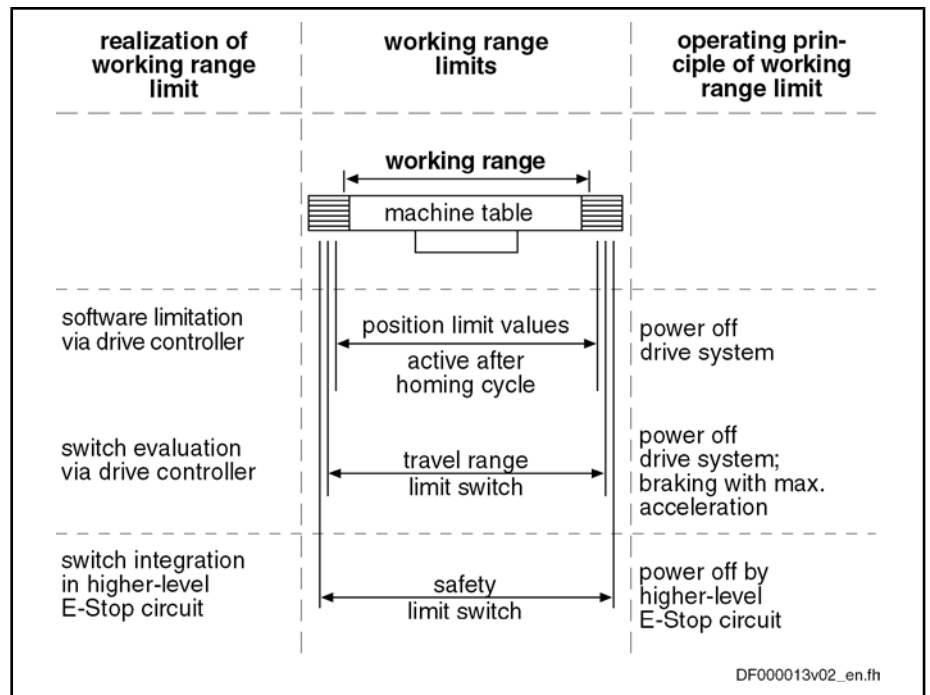 realization of
working range
limit
working range
limits
operating prin-
ciple of working
range limit
working range
machine table
software limitation
via drive controller
position limit values
active after
homing cycle
power off
drive system
switch evaluation
via drive controller
travel range
limit switch
power off
drive system;
braking with max.
acceleration
switch integration
in higher-level
E-Stop circuit
safety
limit switch
power off by
higher-level
E-Stop circuit
DF000013v02_en.fh